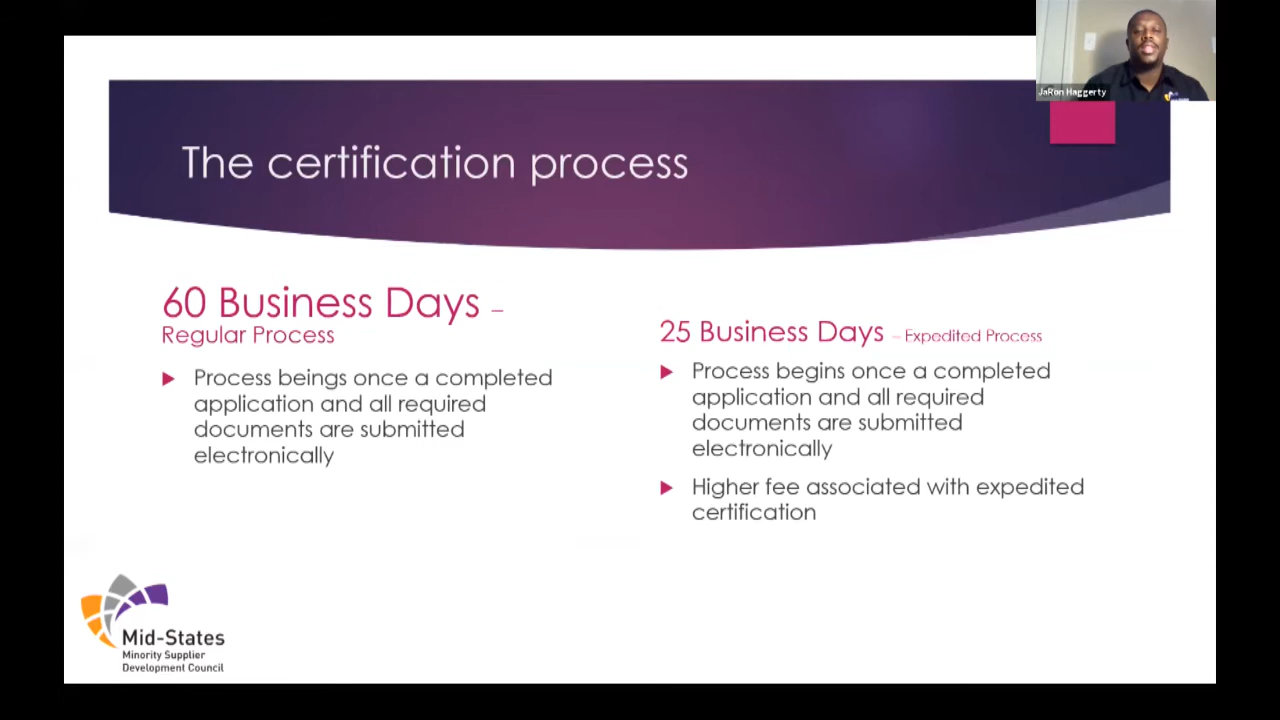 JaRon Haggerty
The certification process
60 Business Days –
Regular Process
Process beings once a completed
application and all required
documents are submitted
electronically
25 Business Days – Expedited Process
Process begins once a completed
application and all required
documents are submitted
electronically
Higher fee associated with expedited
certification
Mid-States
Minority Supplier
Development Council